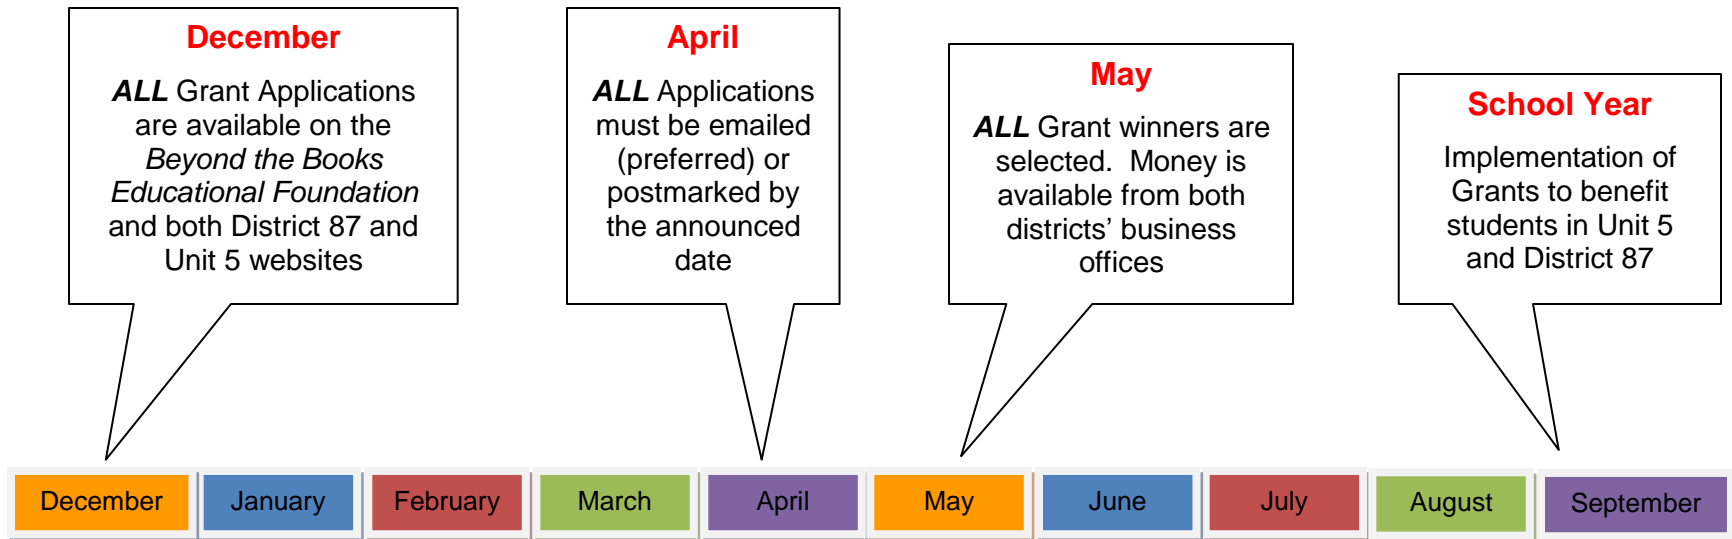 December
ALL Grant Applications
are available on the
Beyond the Books
Educational Foundation
and both District 87 and
Unit 5 websites
April
ALL Applications
must be emailed
(preferred) or
postmarked by
the announced
date
May
ALL Grant winners are
selected.  Money is
available from both
districts’ business
offices
School Year
Implementation of
Grants to benefit
students in Unit 5
and District 87
December
January
February
March
April
May
June
July
August
September